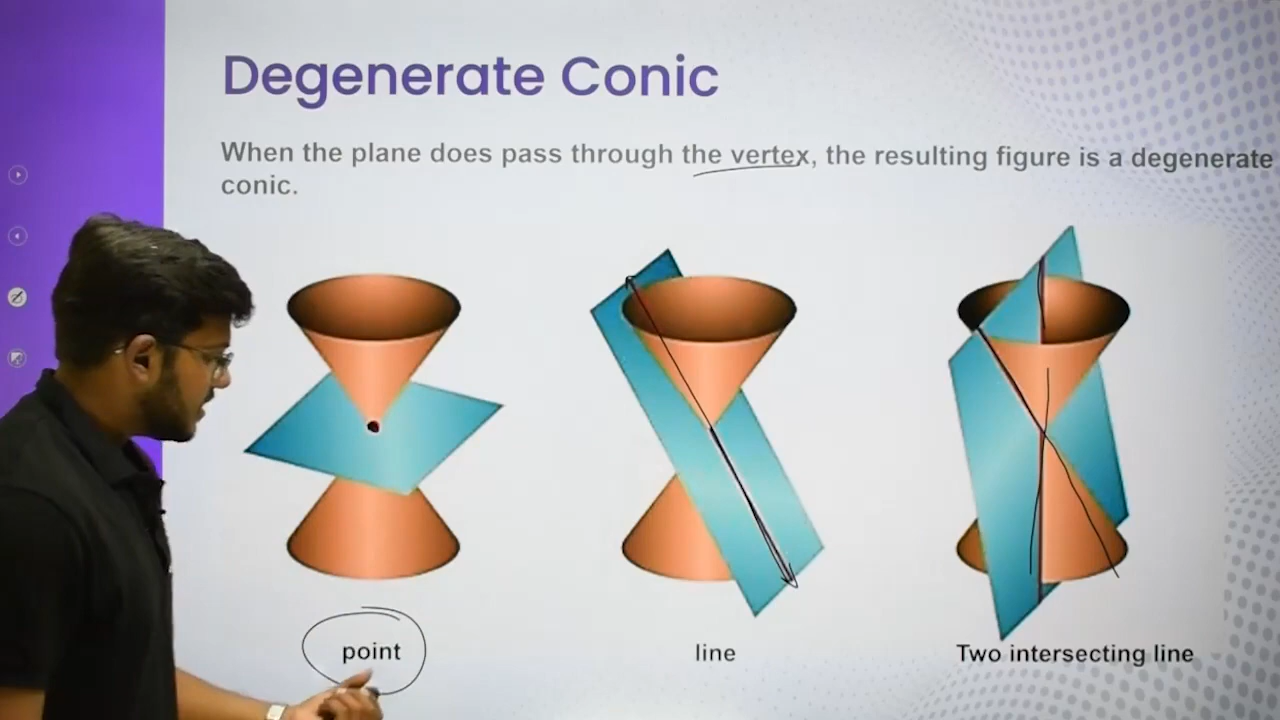 Degenerate Conic
When the plane does pass through the vertex, the resulting figure is a degenerate
conic.
point
line
Two intersecting line